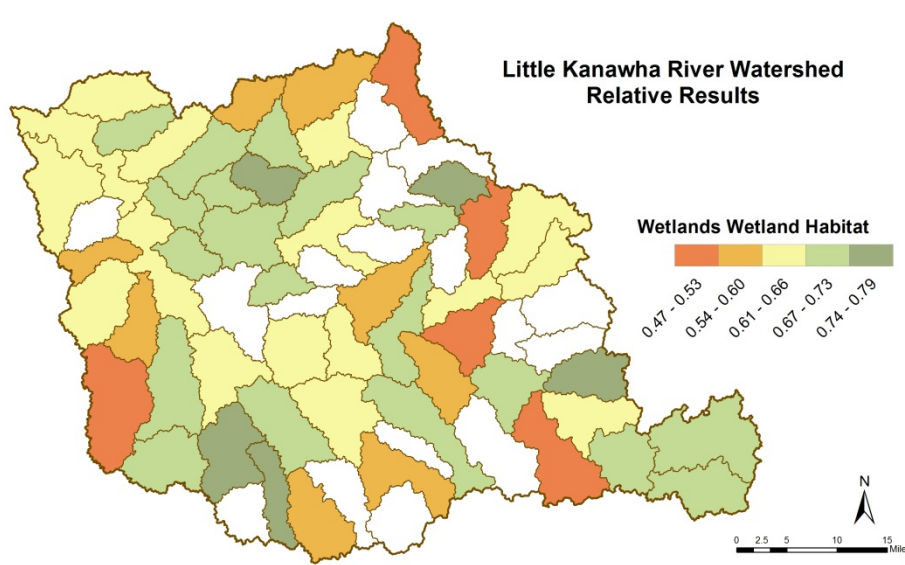 Little Kanawha River Watershed
Relative Results
Wetlands Wetland Habitat
0.47 - 0.53
0.54 - 0.60
0.61 - 0.66
0.67 - 0.73
0.74 - 0.79
N
0 2.5 5 10 15
Mile